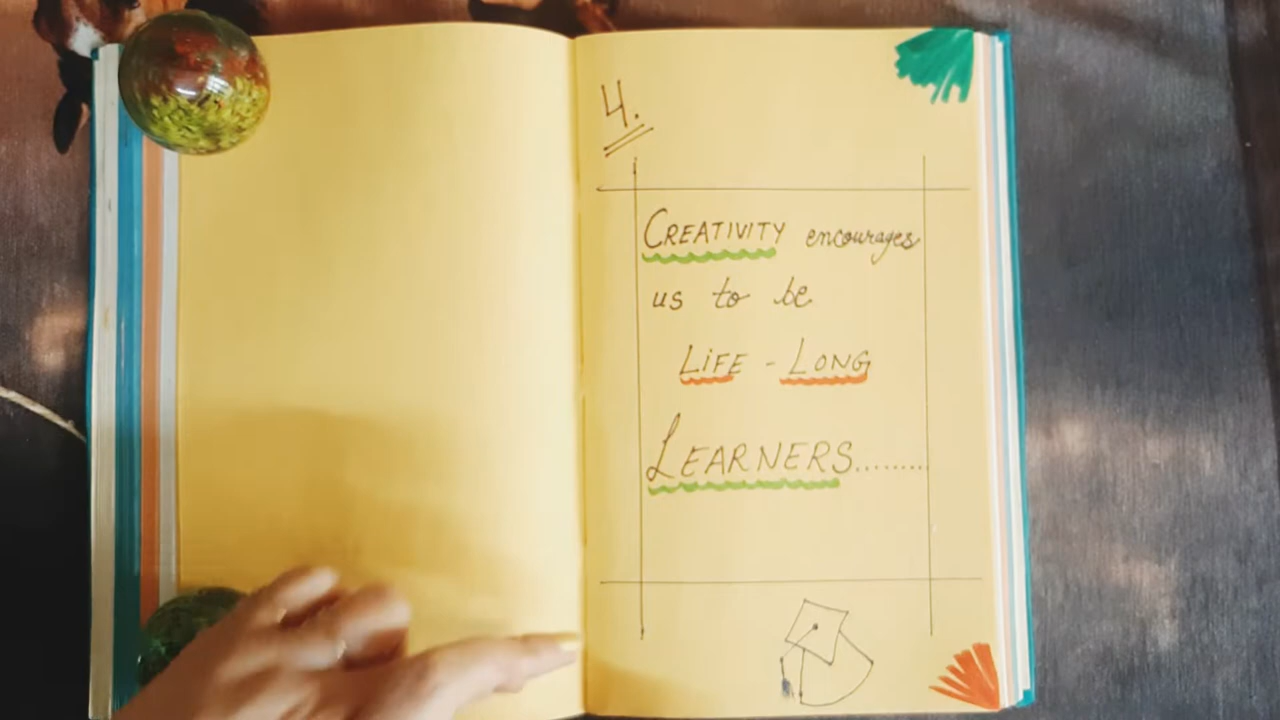 4.
CREATIVITY encourages
us to be
LiFE - LONG
LEARNERS.........